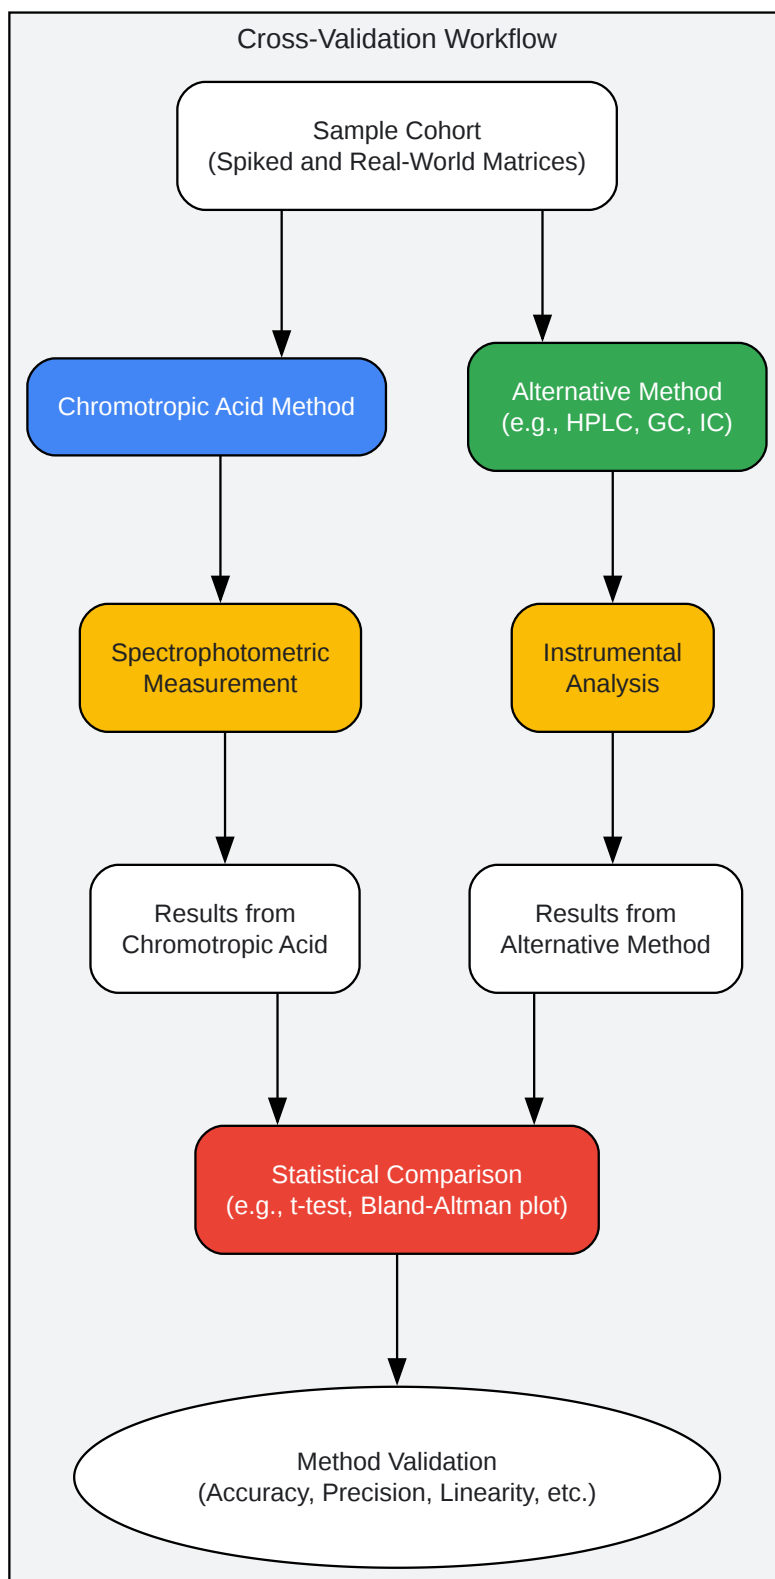 Cross-Validation Workflow
Sample Cohort
(Spiked and Real-World Matrices)
Chromotropic Acid Method
Alternative Method
(e.g., HPLC, GC, IC)
Spectrophotometric
Measurement
Instrumental
Analysis
Results from
Chromotropic Acid
Results from
Alternative Method
Statistical Comparison
(e.g., t-test, Bland-Altman plot)
Method Validation
(Accuracy, Precision, Linearity, etc.)